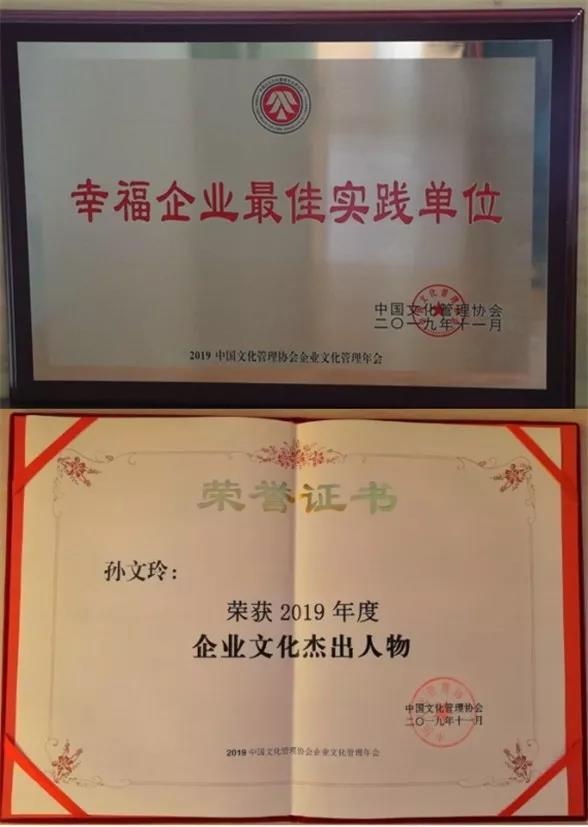 幸福企业最佳实践单位
中国文化管理协会
二〇一九年十一月
2019 中国文化管理协会企业文化管理年会
荣誉证书
孙文玲：
荣获 2019 年度
企业文化杰出人物
中国文化管理协会
二〇一九年十一月
2019 中国文化管理协会企业文化管理年会